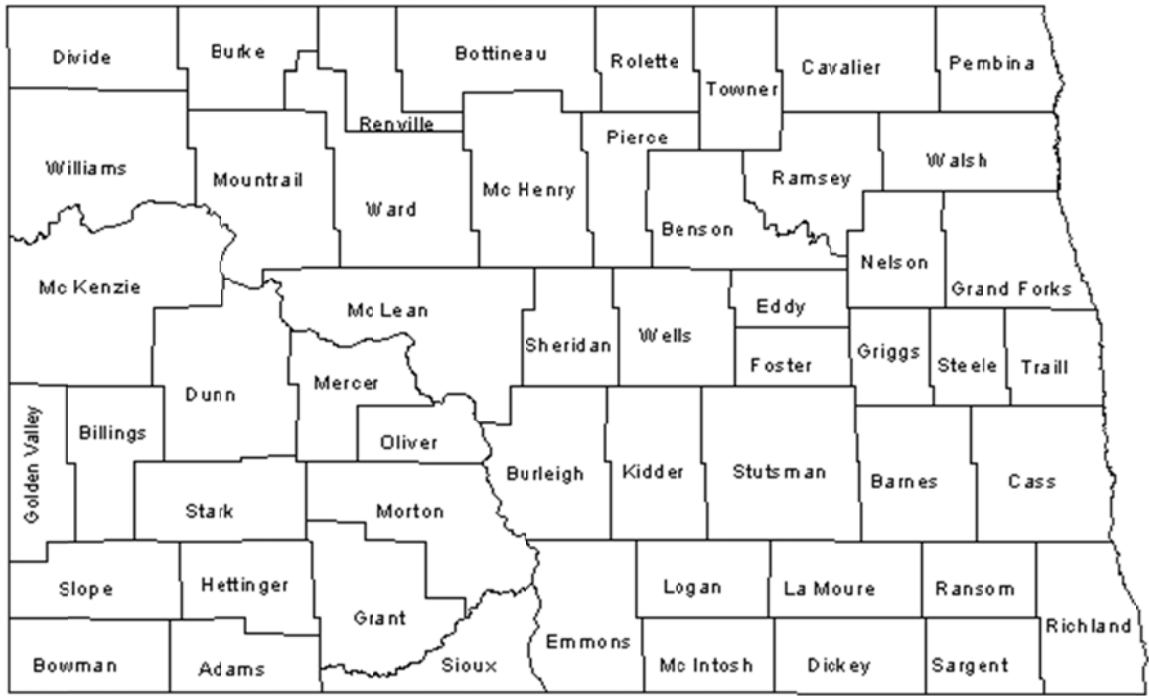 Divide
Burke
Bottineau
Rolette
Towner
Cavalier
Pembina
Renville
Pierce
Williams
Mountrail
Ward
Mc Henry
Benson
Ramsey
Walsh
Nelson
Grand Forks
Mc Kenzie
Mc Lean
Sheridan
Wells
Eddy
Foster
Griggs
Steele
Traill
Dunn
Mercer
Oliver
Golden Valley
Billings
Burleigh
Kidder
Stutsman
Barnes
Cass
Stark
Morton
Slope
Hettinger
Grant
Logan
La Moure
Ransom
Richland
Emmons
Bowman
Adams
Sioux
Mc Intosh
Dickey
Sargent